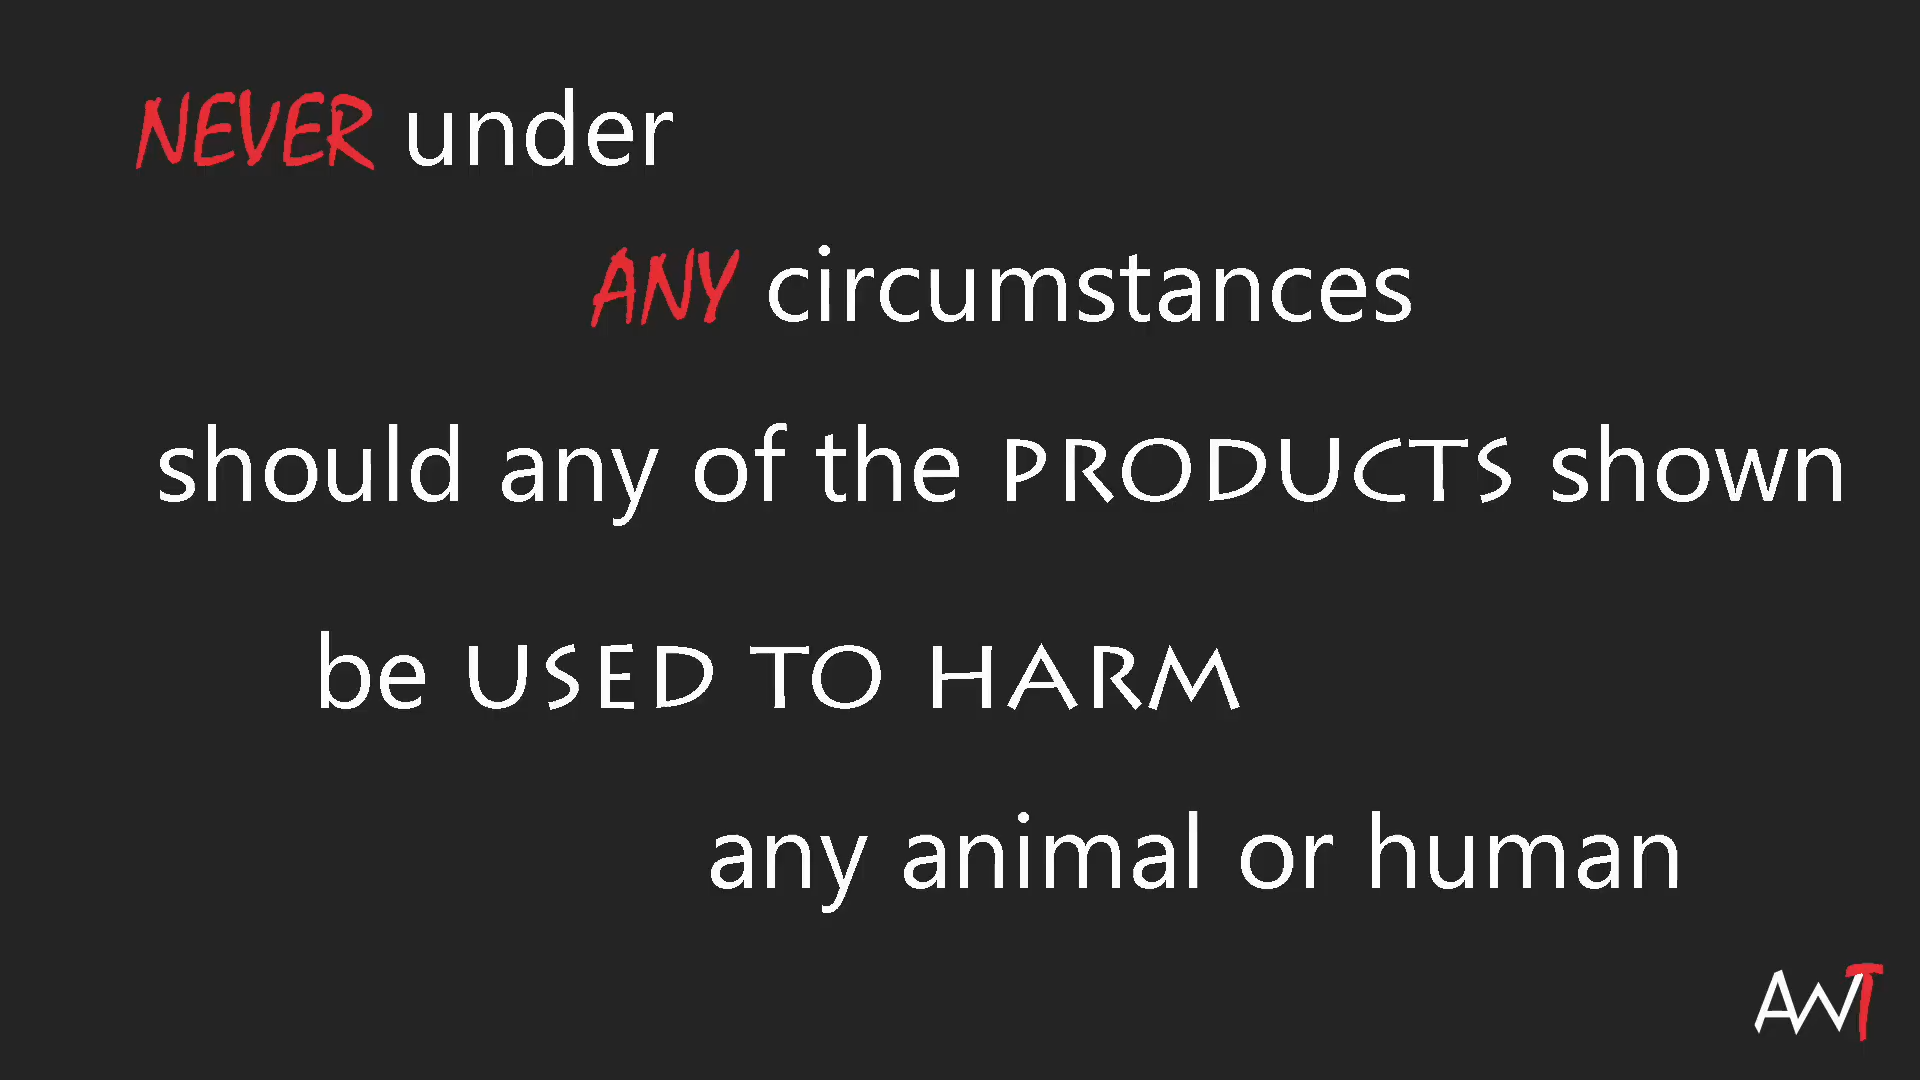 NEVER under
ANY circumstances
should any of the PRODUCTS shown
be USED TO HARM
any animal or human
AWT